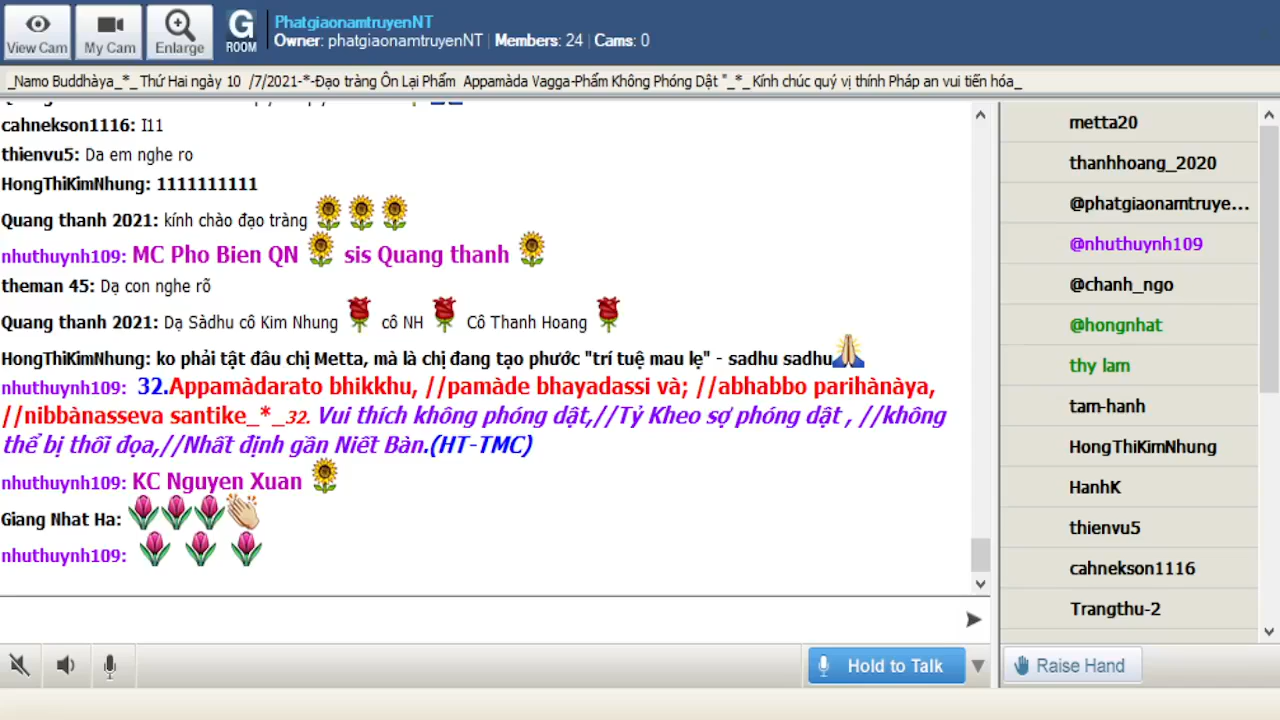 View Cam
My Cam
Enlarge
G
ROOM
PhatgiaonamtruyenNT
Owner: phatgiaonamtruyenNT | Members: 24 | Cams: 0
_Namo Buddhàya_*_ Thứ Hai ngày 10 /7/2021-*-Đạo tràng Ôn Lại Phẩm Appamàda Vagga-Phẩm Không Phóng Dật "_*_ Kính chúc quý vị thính Pháp an vui tiến hóa_
cahnekson1116: I11
thienvu5: Da em nghe ro
HongThiKimNhung: 1111111111
Quang thanh 2021: kính chào đạo tràng
nhuthuynh109: MC Pho Bien QN sis Quang thanh
theman 45: Dạ con nghe rõ
Quang thanh 2021: Dạ Sàdhu cô Kim Nhung cô NH Cô Thanh Hoang
HongThiKimNhung: ko phải tật đâu chị Metta, mà là chị đang tạo phước "trí tuệ mau lẹ" - sadhu sadhu
nhuthuynh109: 32.Appamàdarato bhikkhu, //pamàde bhayadassi và; //abhabbo parihànàya,
//nibbànasseva santike_*_32. Vui thích không phóng dật,//Tỷ Kheo sợ phóng dật , //không
thể bị thối đọa,//Nhất định gần Niết Bàn.(HT-TMC)
nhuthuynh109: KC Nguyen Xuan
Giang Nhat Ha:
nhuthuynh109:
Hold to Talk
metta20
thanhhoang_2020
@phatgiaonamtruye...
@nhuthuynh109
@chanh_ngo
@hongnhat
thy lam
tam-hanh
HongThiKimNhung
HanhK
thienvu5
cahnekson1116
Trangthu-2
Raise Hand